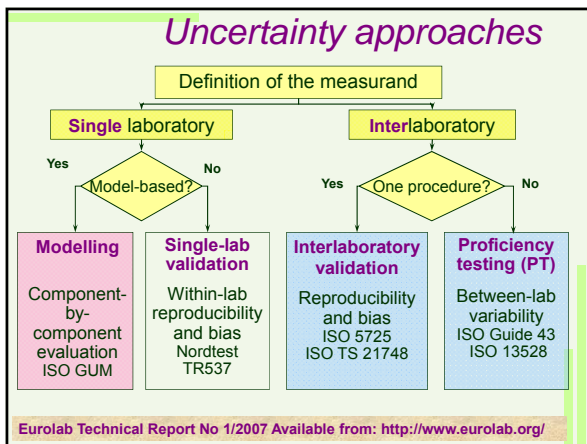 Uncertainty approaches
Definition of the measurand
Single laboratory
Interlaboratory
Yes
No
Model-based?
Yes
No
One procedure?
Modelling
Component-
by-
component
evaluation
ISO GUM
Single-lab
validation
Within-lab
reproducibility
and bias
Nordtest
TR537
Interlaboratory
validation
Reproducibility
and bias
ISO 5725
ISO TS 21748
Proficiency
testing (PT)
Between-lab
variability
ISO Guide 43
ISO 13528
Eurolab Technical Report No 1/2007 Available from: http://www.eurolab.org/